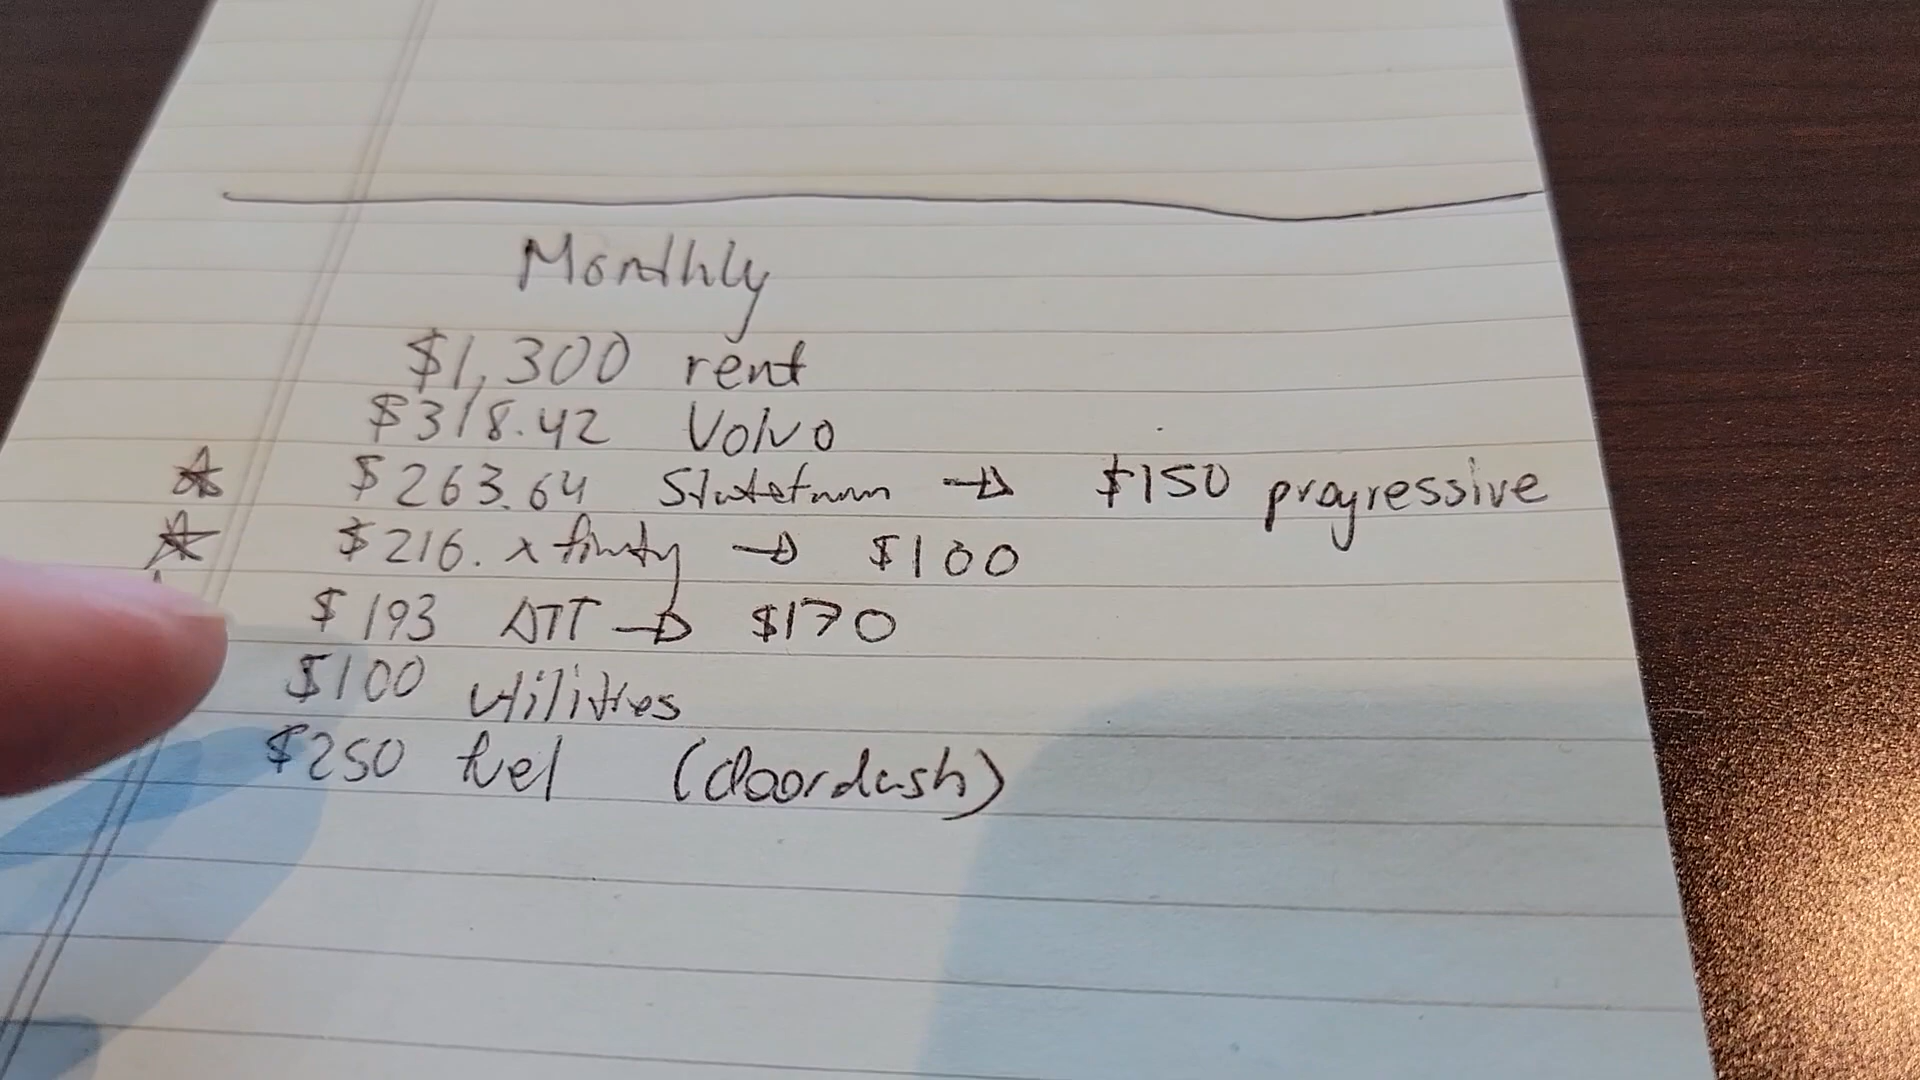 Monthly
$1,300 rent
$318.42 Volvo
☆ $263.64 Statefarm → $150 progressive
☆ $216. xfinity → $100
$193 ATT → $170
$100 utilities
$250 fuel (doordash)